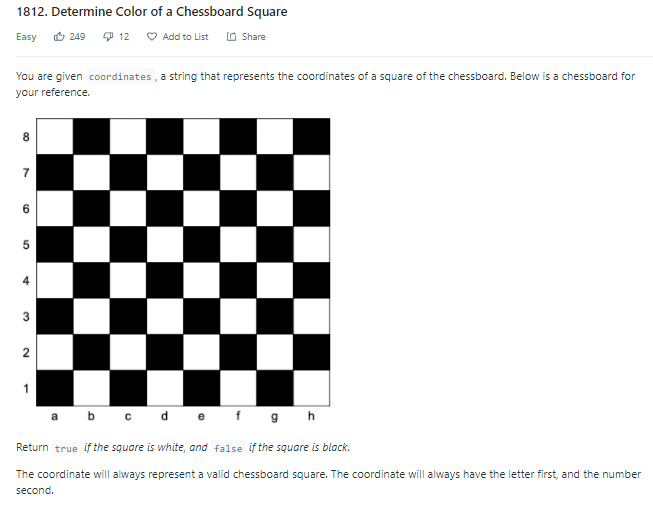 1812. Determine Color of a Chessboard Square
Easy 249 12 Add to List Share
You are given coordinates , a string that represents the coordinates of a square of the chessboard. Below is a chessboard for
your reference.
8
7
6
5
4
3
2
1
a b c d e f g h
Return true if the square is white, and false if the square is black.
The coordinate will always represent a valid chessboard square. The coordinate will always have the letter first, and the number
second.